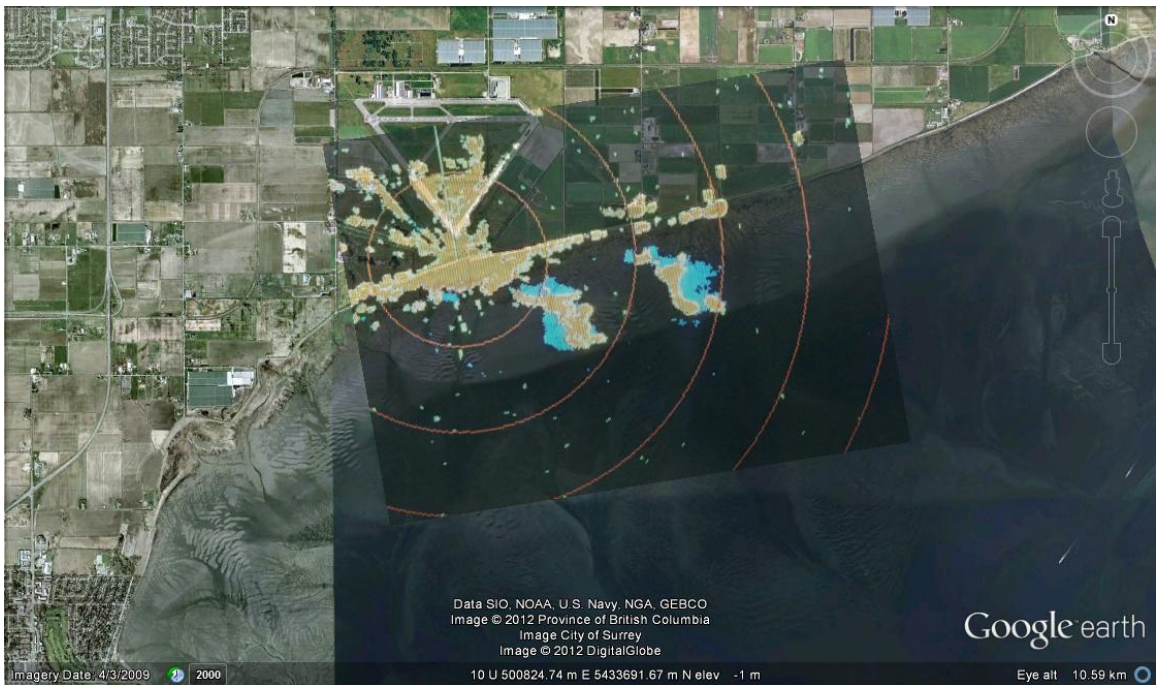 N
Data SIO, NOAA, U.S. Navy, NGA, GEBCO
Image © 2012 Province of British Columbia
Image City of Surrey
Image © 2012 DigitalGlobe
Google earth
Imagery Date: 4/3/2009 2000 10 U 500824.74 m E 5433691.67 m N elev -1 m Eye alt 10.59 km